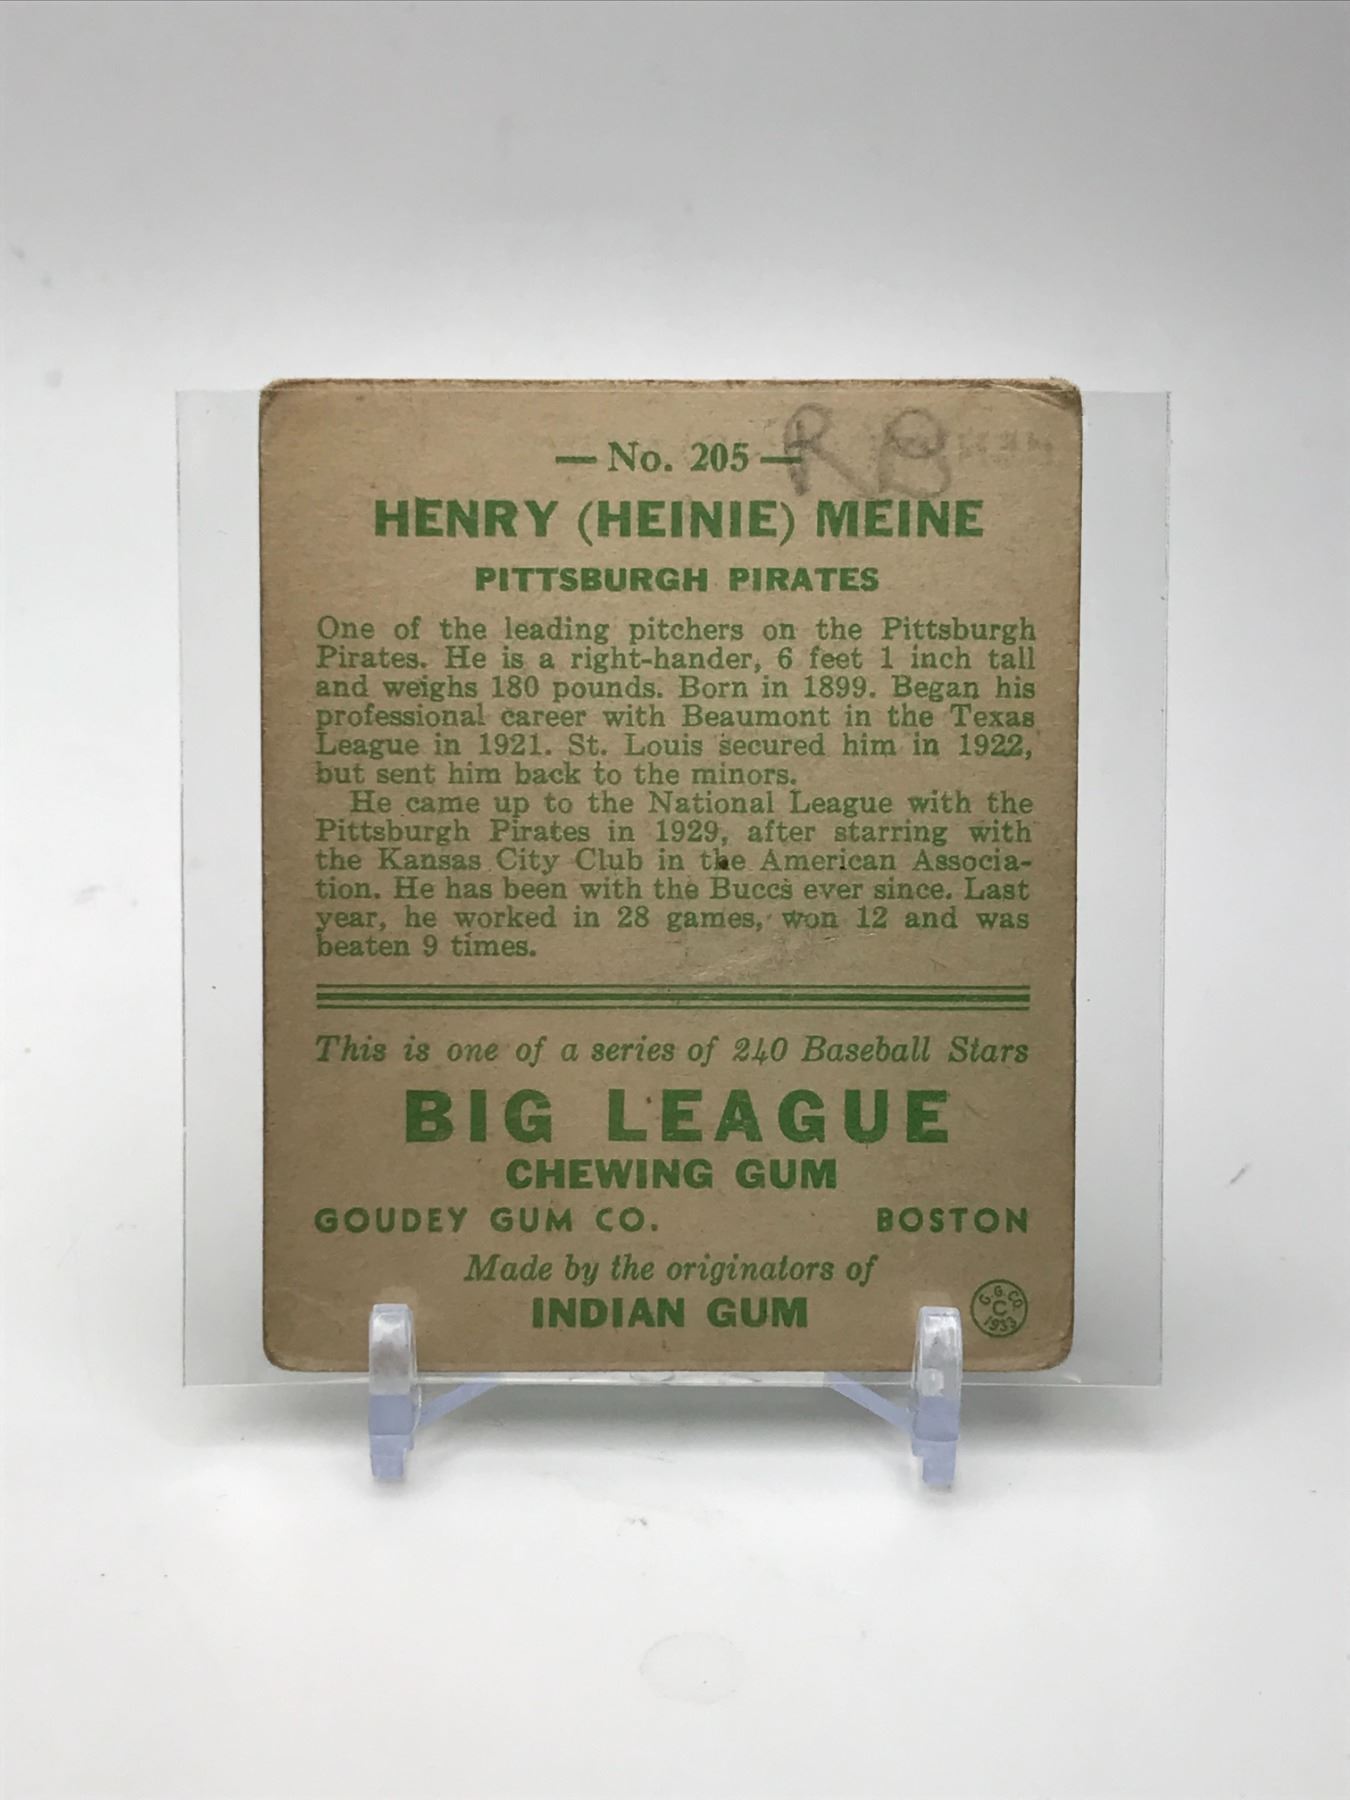 RB
— No. 205 —
HENRY (HEINIE) MEINE
PITTSBURGH PIRATES
One of the leading pitchers on the Pittsburgh
Pirates. He is a right-hander, 6 feet 1 inch tall
and weighs 180 pounds. Born in 1899. Began his
professional career with Beaumont in the Texas
League in 1921. St. Louis secured him in 1922,
but sent him back to the minors.
He came up to the National League with the
Pittsburgh Pirates in 1929, after starring with
the Kansas City Club in the American Associa-
tion. He has been with the Buccs ever since. Last
year, he worked in 28 games, won 12 and was
beaten 9 times.
This is one of a series of 240 Baseball Stars
BIG LEAGUE
CHEWING GUM
GOUDEY GUM CO. BOSTON
Made by the originators of
INDIAN GUM
G. G. CO.
C
1933